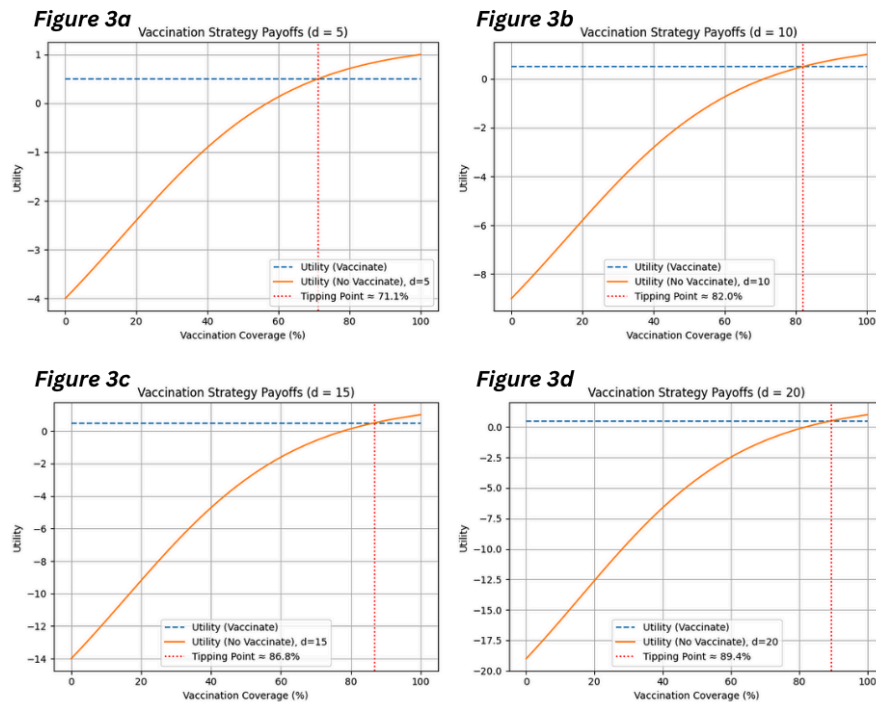 Figure 3a
Vaccination Strategy Payoffs (d = 5)
1
0
−1
−2
−3
−4
Utility
Utility (Vaccinate)
Utility (No Vaccinate), d=5
Tipping Point ≈ 71.1%
0 20 40 60 80 100
Vaccination Coverage (%)
Figure 3b
Vaccination Strategy Payoffs (d = 10)
0
−2
−4
−6
−8
Utility
Utility (Vaccinate)
Utility (No Vaccinate), d=10
Tipping Point ≈ 82.0%
0 20 40 60 80 100
Vaccination Coverage (%)
Figure 3c
Vaccination Strategy Payoffs (d = 15)
0
−2
−4
−6
−8
−10
−12
−14
Utility
Utility (Vaccinate)
Utility (No Vaccinate), d=15
Tipping Point ≈ 86.8%
0 20 40 60 80 100
Vaccination Coverage (%)
Figure 3d
Vaccination Strategy Payoffs (d = 20)
0.0
−2.5
−5.0
−7.5
−10.0
−12.5
−15.0
−17.5
−20.0
Utility
Utility (Vaccinate)
Utility (No Vaccinate), d=20
Tipping Point ≈ 89.4%
0 20 40 60 80 100
Vaccination Coverage (%)